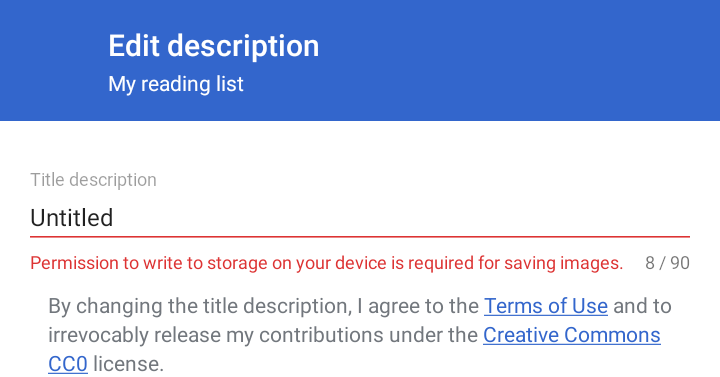 Edit description
My reading list
Title description
Untitled
Permission to write to storage on your device is required for saving images. 8 / 90
By changing the title description, I agree to the Terms of Use and to
irrevocably release my contributions under the Creative Commons
CC0 license.